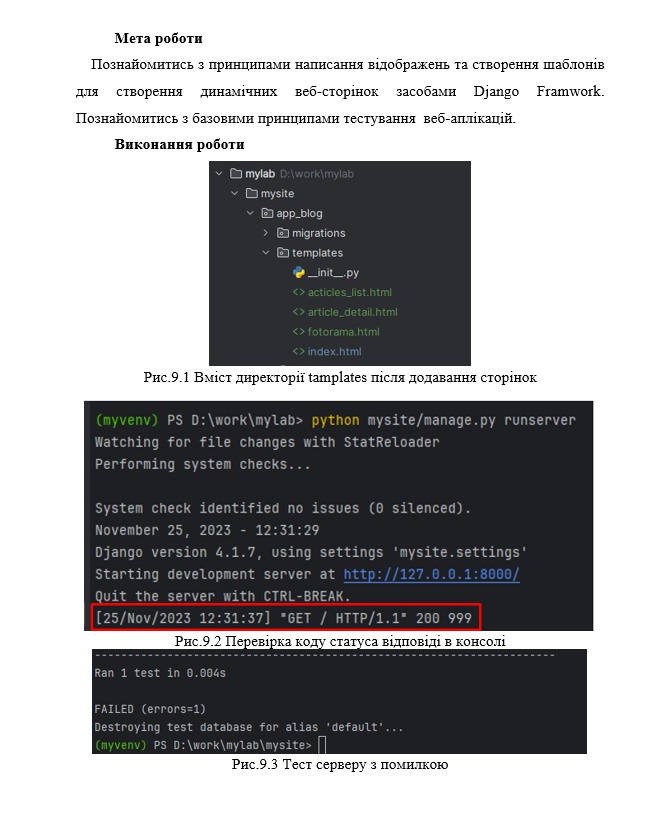 Мета роботи
Познайомитись з принципами написання відображень та створення шаблонів
для створення динамічних веб-сторінок засобами Django Framwork.
Познайомитись з базовими принципами тестування веб-аплікацій.
Виконання роботи
mylab D:\work\mylab
mysite
app_blog
migrations
templates
__init__.py
acticles_list.html
article_detail.html
fotorama.html
index.html
Рис.9.1 Вміст директорії tamplates після додавання сторінок
(myvenv) PS D:\work\mylab> python mysite/manage.py runserver
Watching for file changes with StatReloader
Performing system checks...
System check identified no issues (0 silenced).
November 25, 2023 - 12:31:29
Django version 4.1.7, using settings 'mysite.settings'
Starting development server at http://127.0.0.1:8000/
Quit the server with CTRL-BREAK.
[25/Nov/2023 12:31:37] "GET / HTTP/1.1" 200 999
Рис.9.2 Перевірка коду статуса відповіді в консолі
----------------------------------------------------------------------
Ran 1 test in 0.004s
FAILED (errors=1)
Destroying test database for alias 'default'...
(myvenv) PS D:\work\mylab\mysite>
Рис.9.3 Тест серверу з помилкою